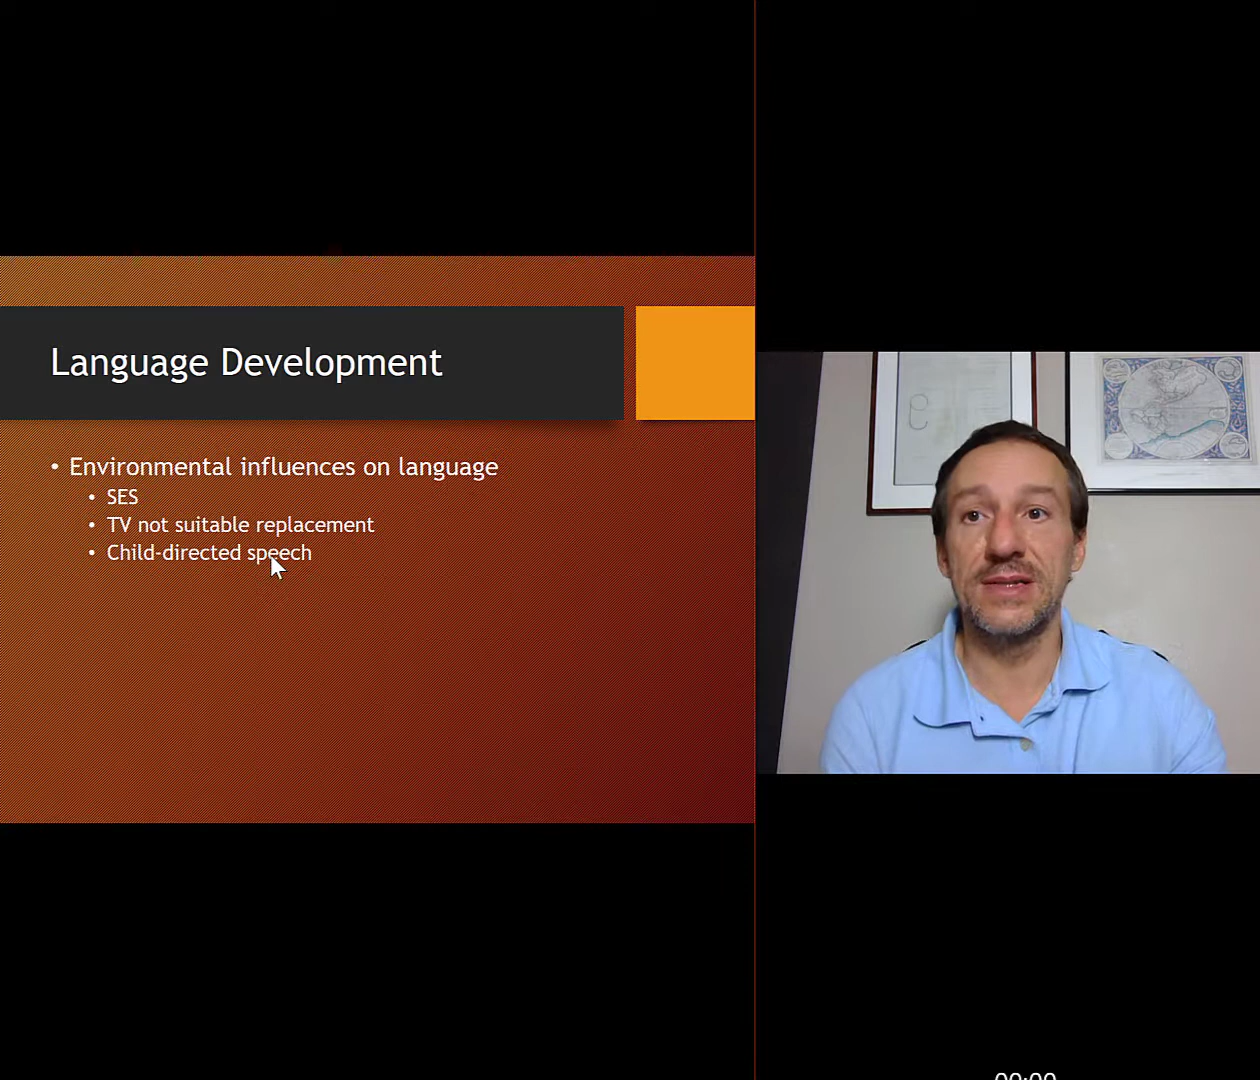 Language Development
• Environmental influences on language
• SES
• TV not suitable replacement
• Child-directed speech